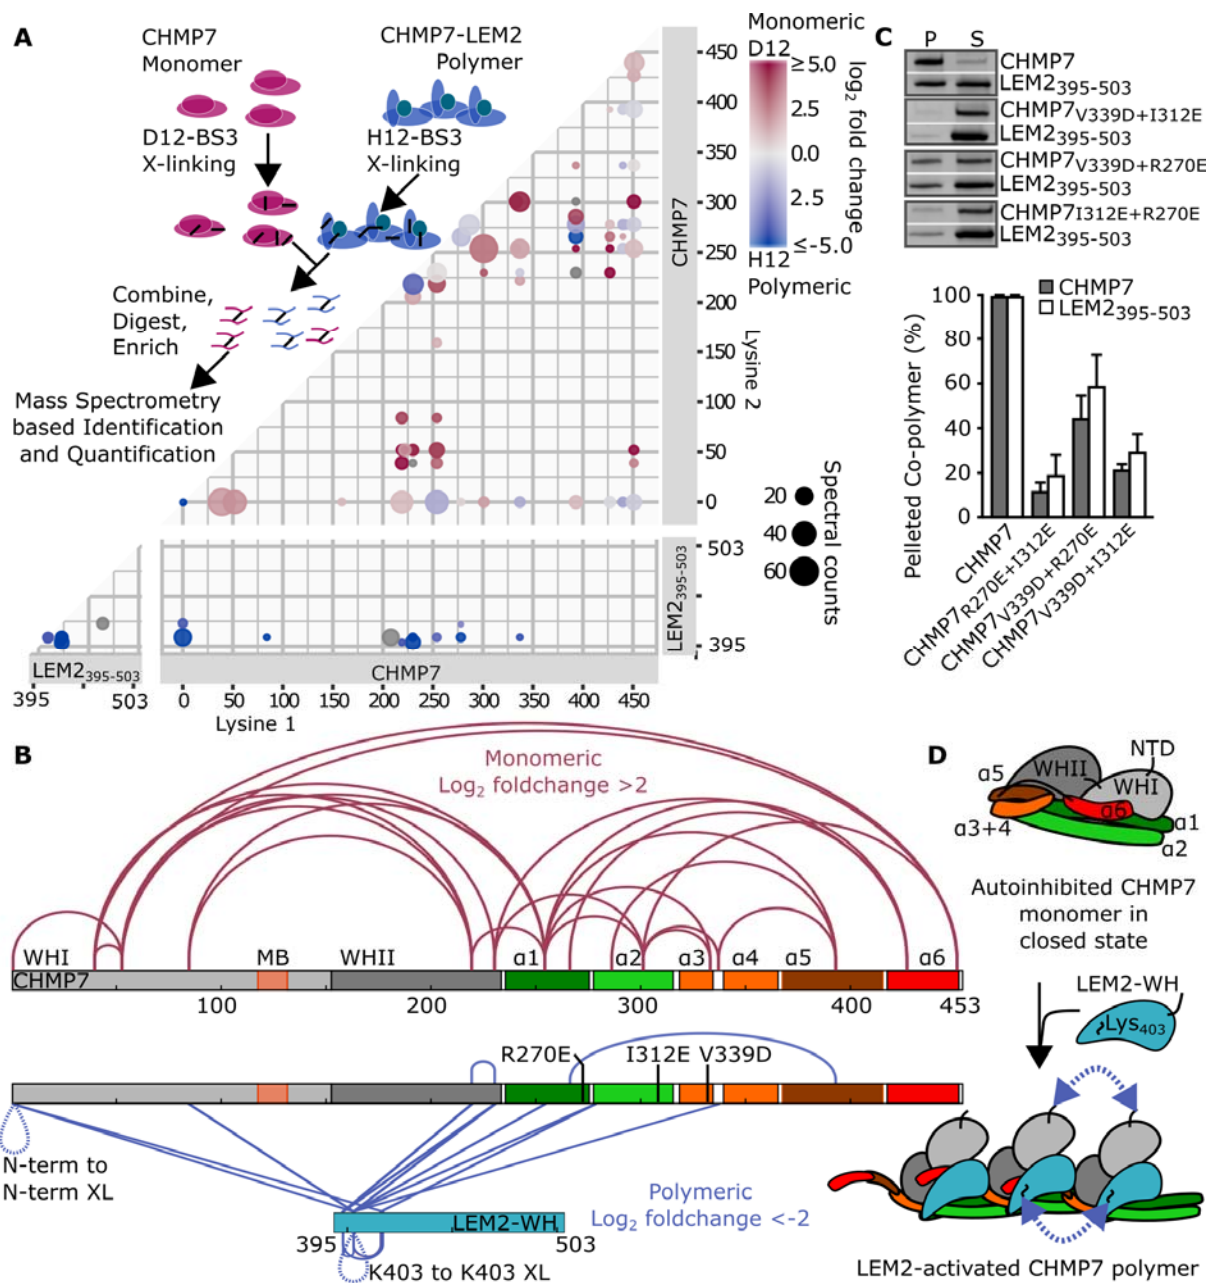 A
CHMP7
Monomer
CHMP7-LEM2
Polymer
D12-BS3
X-linking
H12-BS3
X-linking
Combine,
Digest,
Enrich
Mass Spectrometry
based Identification
and Quantification
450
400
350
300
250
200
150
100
50
0
CHMP7
Lysine 2
503
395
LEM2395-503
LEM2395-503
CHMP7
395
503
0
50
100
150
200
250
300
350
400
450
Lysine 1
Monomeric
D12
≥5.0
2.5
0.0
2.5
≤-5.0
H12
Polymeric
log2 fold change
20
40
60
Spectral counts
C
P
S
CHMP7
LEM2395-503
CHMP7V339D+I312E
LEM2395-503
CHMP7V339D+R270E
LEM2395-503
CHMP7I312E+R270E
LEM2395-503
CHMP7
LEM2395-503
100
80
60
40
20
0
Pelleted Co-polymer (%)
CHMP7
CHMP7R270E+I312E
CHMP7V339D+R270E
CHMP7V339D+I312E
B
Monomeric
Log2 foldchange >2
WHI
MB
WHII
α1
α2
α3
α4
α5
α6
CHMP7
100
200
300
400
453
R270E
I312E
V339D
N-term to
N-term XL
Polymeric
Log2 foldchange <-2
LEM2-WH
395
503
K403 to K403 XL
D
NTD
WHII
WHI
α5
α6
α3+4
α1
α2
Autoinhibited CHMP7
monomer in
closed state
LEM2-WH
Lys403
LEM2-activated CHMP7 polymer